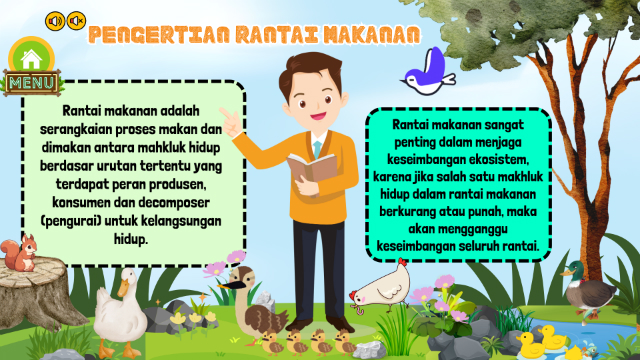 PENGERTIAN RANTAI MAKANAN
MENU
Rantai makanan adalah
serangkaian proses makan dan
dimakan antara mahkluk hidup
berdasar urutan tertentu yang
terdapat peran produsen,
konsumen dan decomposer
(pengurai) untuk kelangsungan
hidup.
Rantai makanan sangat
penting dalam menjaga
keseimbangan ekosistem,
karena jika salah satu makhluk
hidup dalam rantai makanan
berkurang atau punah, maka
akan mengganggu
keseimbangan seluruh rantai.